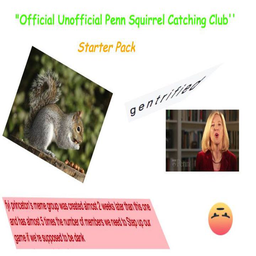 "Official Unofficial Penn Squirrel Catching Club''
Starter Pack
gentrified
fyi princeton's meme group was created almost 2 weeks later than this one
and has almost 5 times the number of members we need to Step up our
game if we're supposed to be dank